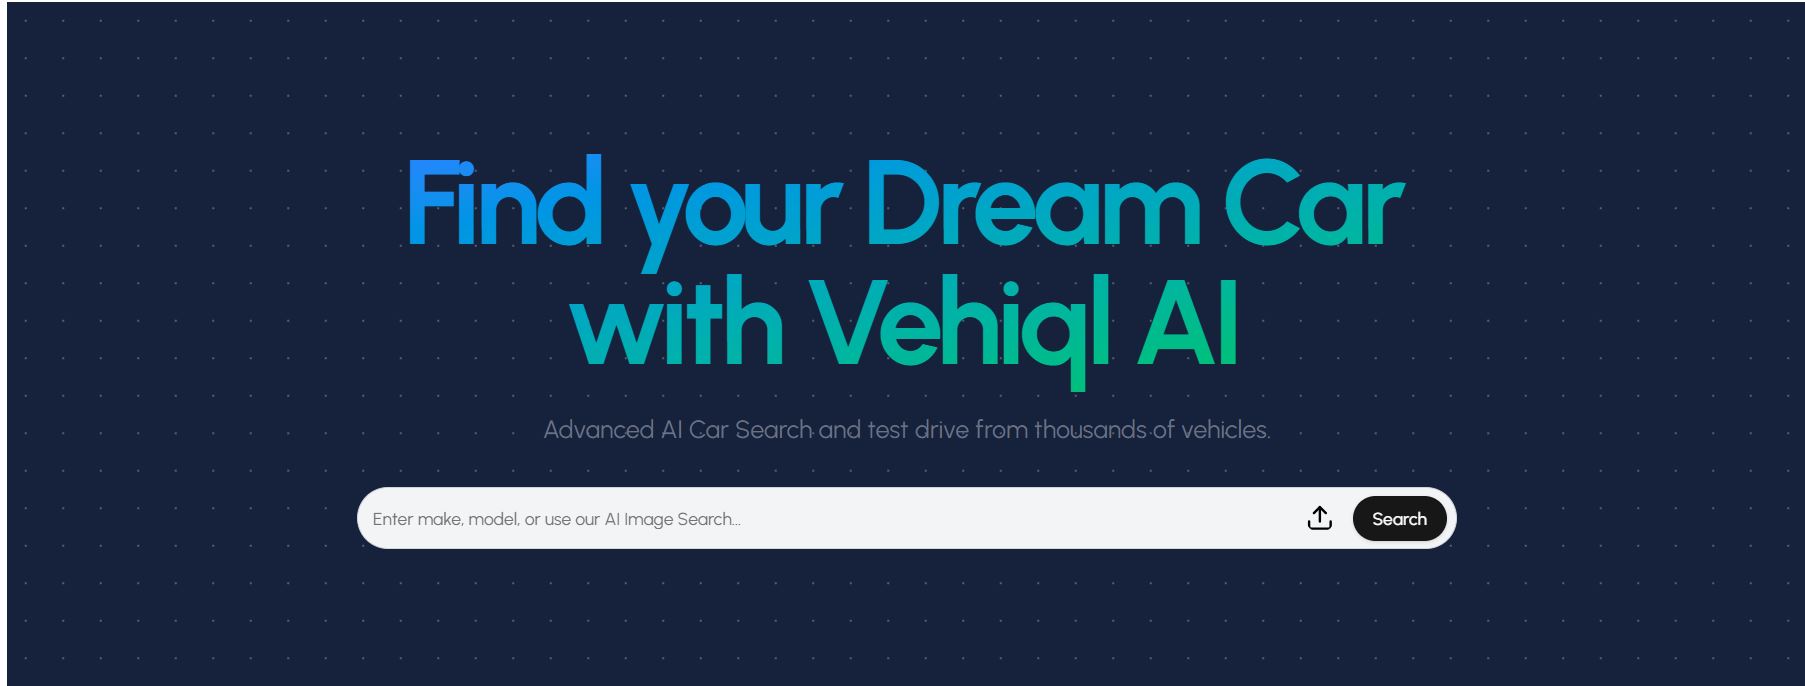 Find your Dream Car
with Vehiql AI
Advanced AI Car Search and test drive from thousands of vehicles.
Enter make, model, or use our AI Image Search...
Search